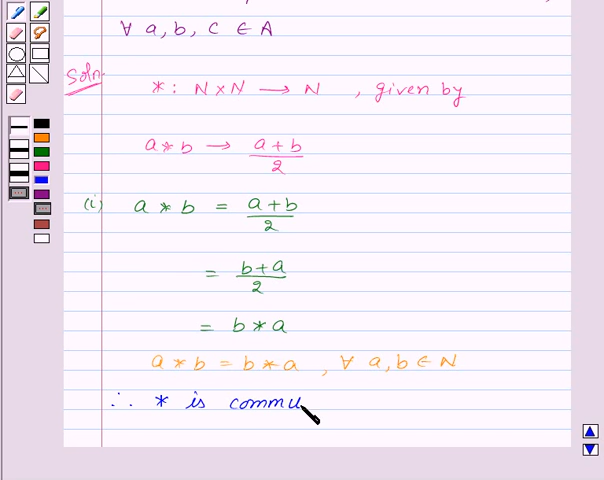 ∀ a, b, c ∈ A
Soln.
* : N×N → N , given by
a * b → a + b / 2
(i) a * b = a + b / 2
= b + a / 2
= b * a
a * b = b * a , ∀ a, b ∈ N
∴ * is commu